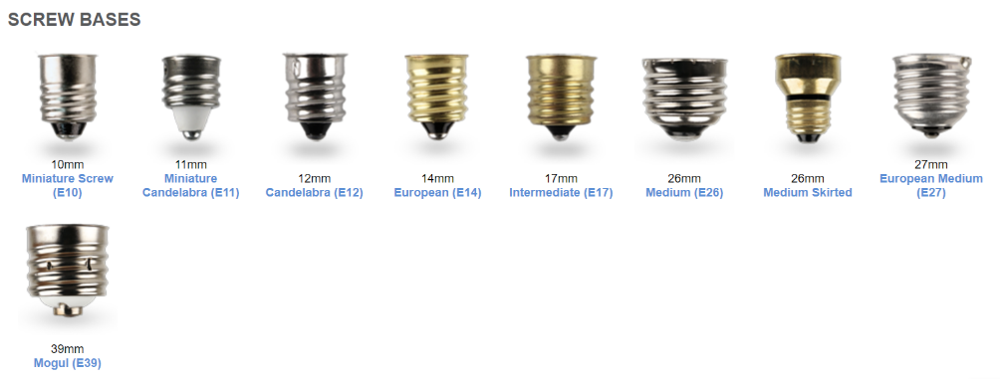 SCREW BASES
10mm
Miniature Screw
(E10)
11mm
Miniature
Candelabra (E11)
12mm
Candelabra (E12)
14mm
European (E14)
17mm
Intermediate (E17)
26mm
Medium (E26)
26mm
Medium Skirted
27mm
European Medium
(E27)
39mm
Mogul (E39)